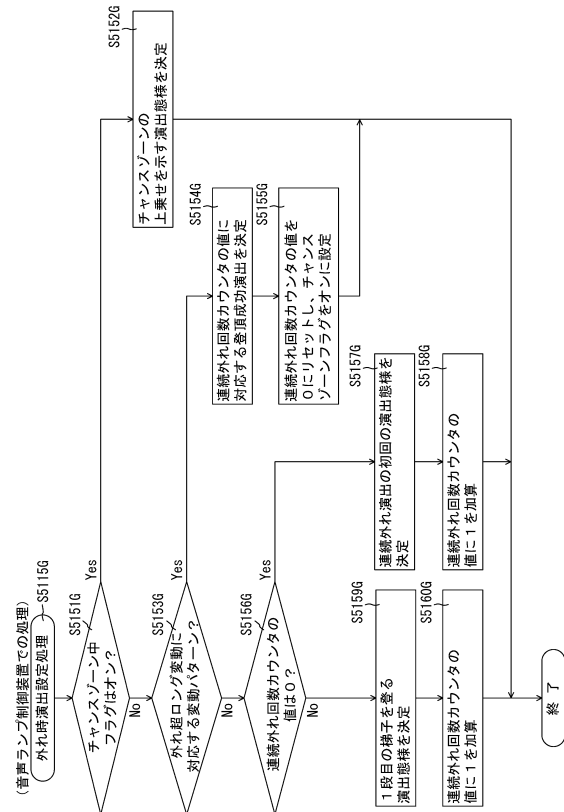 (音声ランプ制御装置での処理)
外れ時演出設定処理
S5115G
S5151G
チャンスゾーン中
フラグはオン?
Yes
No
S5152G
チャンスゾーンの
上乗せを示す演出態様を決定
S5153G
外れ超ロング変動に
対応する変動パターン?
Yes
No
S5154G
連続外れ回数カウンタの値に
対応する登頂成功演出を決定
S5155G
連続外れ回数カウンタの値を
0にリセットし、チャンス
ゾーンフラグをオンに設定
S5156G
連続外れ回数カウンタの
値は0?
Yes
No
S5157G
連続外れ演出の初回の演出態様を
決定
S5158G
連続外れ回数カウンタの
値に1を加算
S5159G
1段目の梯子を登る
演出態様を決定
S5160G
連続外れ回数カウンタの
値に1を加算
終了